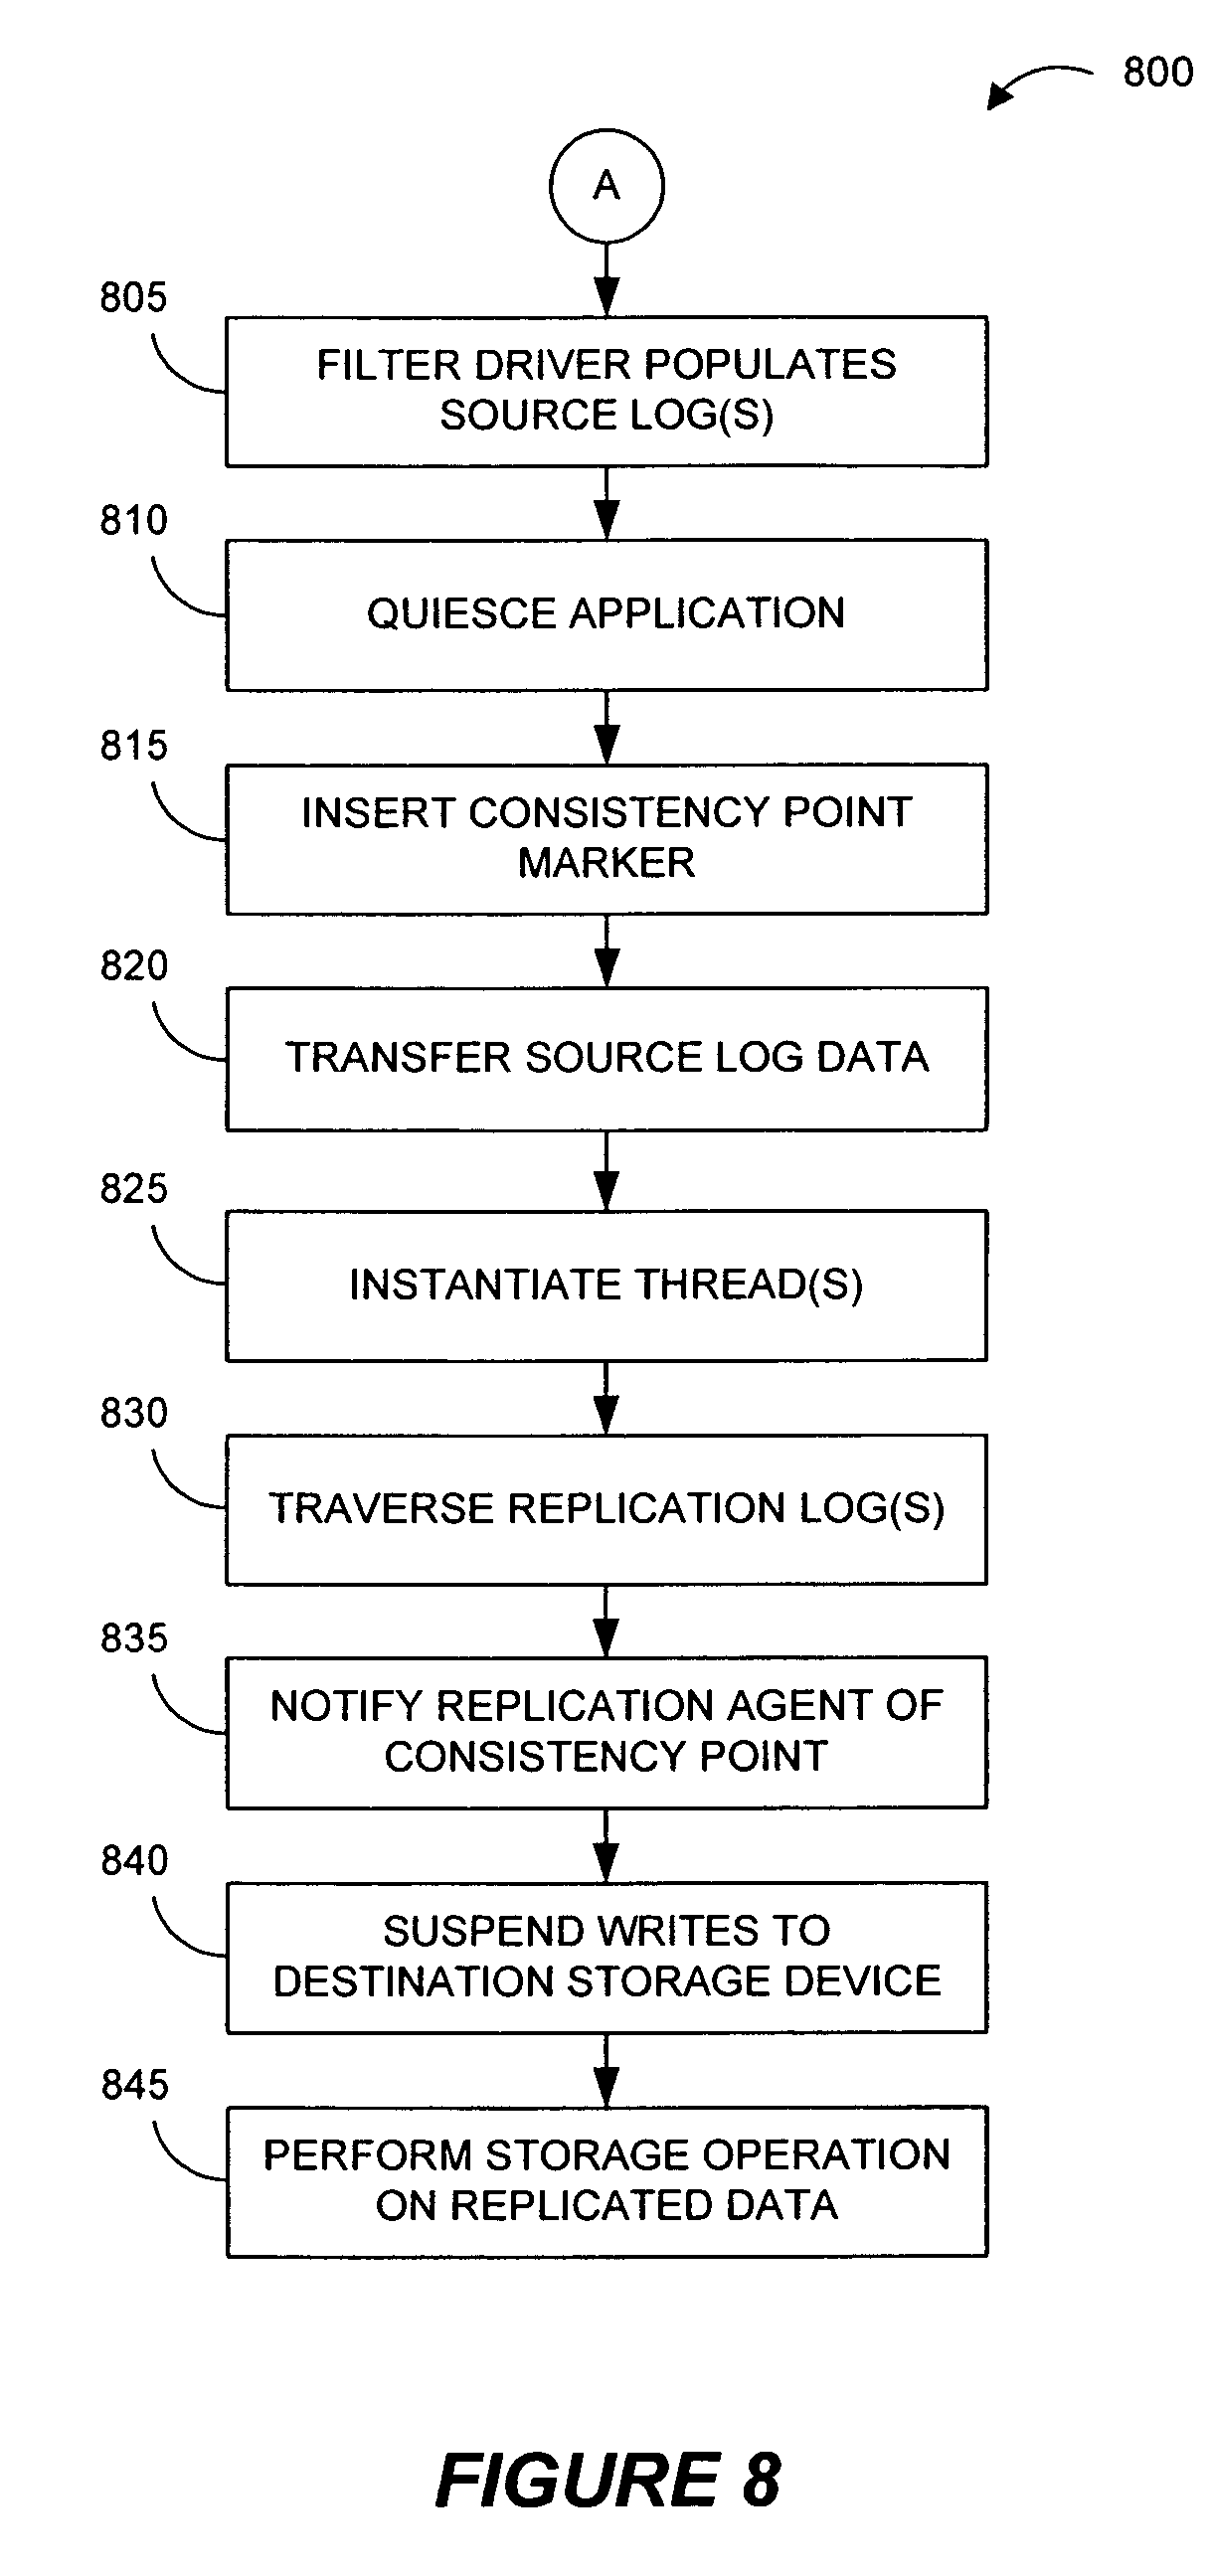 800
A
805
FILTER DRIVER POPULATES
SOURCE LOG(S)
810
QUIESCE APPLICATION
815
INSERT CONSISTENCY POINT
MARKER
820
TRANSFER SOURCE LOG DATA
825
INSTANTIATE THREAD(S)
830
TRAVERSE REPLICATION LOG(S)
835
NOTIFY REPLICATION AGENT OF
CONSISTENCY POINT
840
SUSPEND WRITES TO
DESTINATION STORAGE DEVICE
845
PERFORM STORAGE OPERATION
ON REPLICATED DATA
FIGURE 8